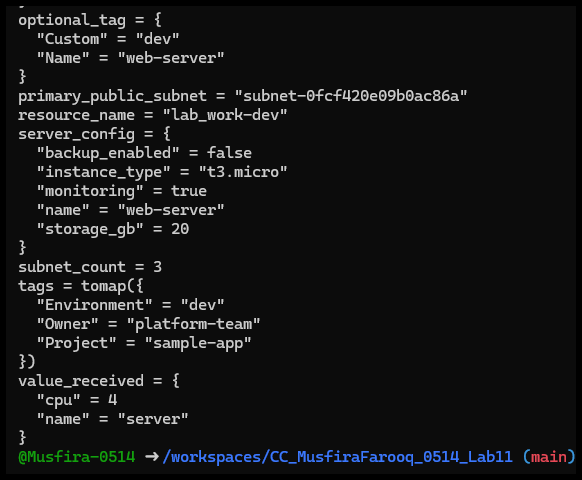 }
optional_tag = {
  "Custom" = "dev"
  "Name" = "web-server"
}
primary_public_subnet = "subnet-0fcf420e09b0ac86a"
resource_name = "lab_work-dev"
server_config = {
  "backup_enabled" = false
  "instance_type" = "t3.micro"
  "monitoring" = true
  "name" = "web-server"
  "storage_gb" = 20
}
subnet_count = 3
tags = tomap({
  "Environment" = "dev"
  "Owner" = "platform-team"
  "Project" = "sample-app"
})
value_received = {
  "cpu" = 4
  "name" = "server"
}
@Musfira-0514 ➜/workspaces/CC_MusfiraFarooq_0514_Lab11 (main)